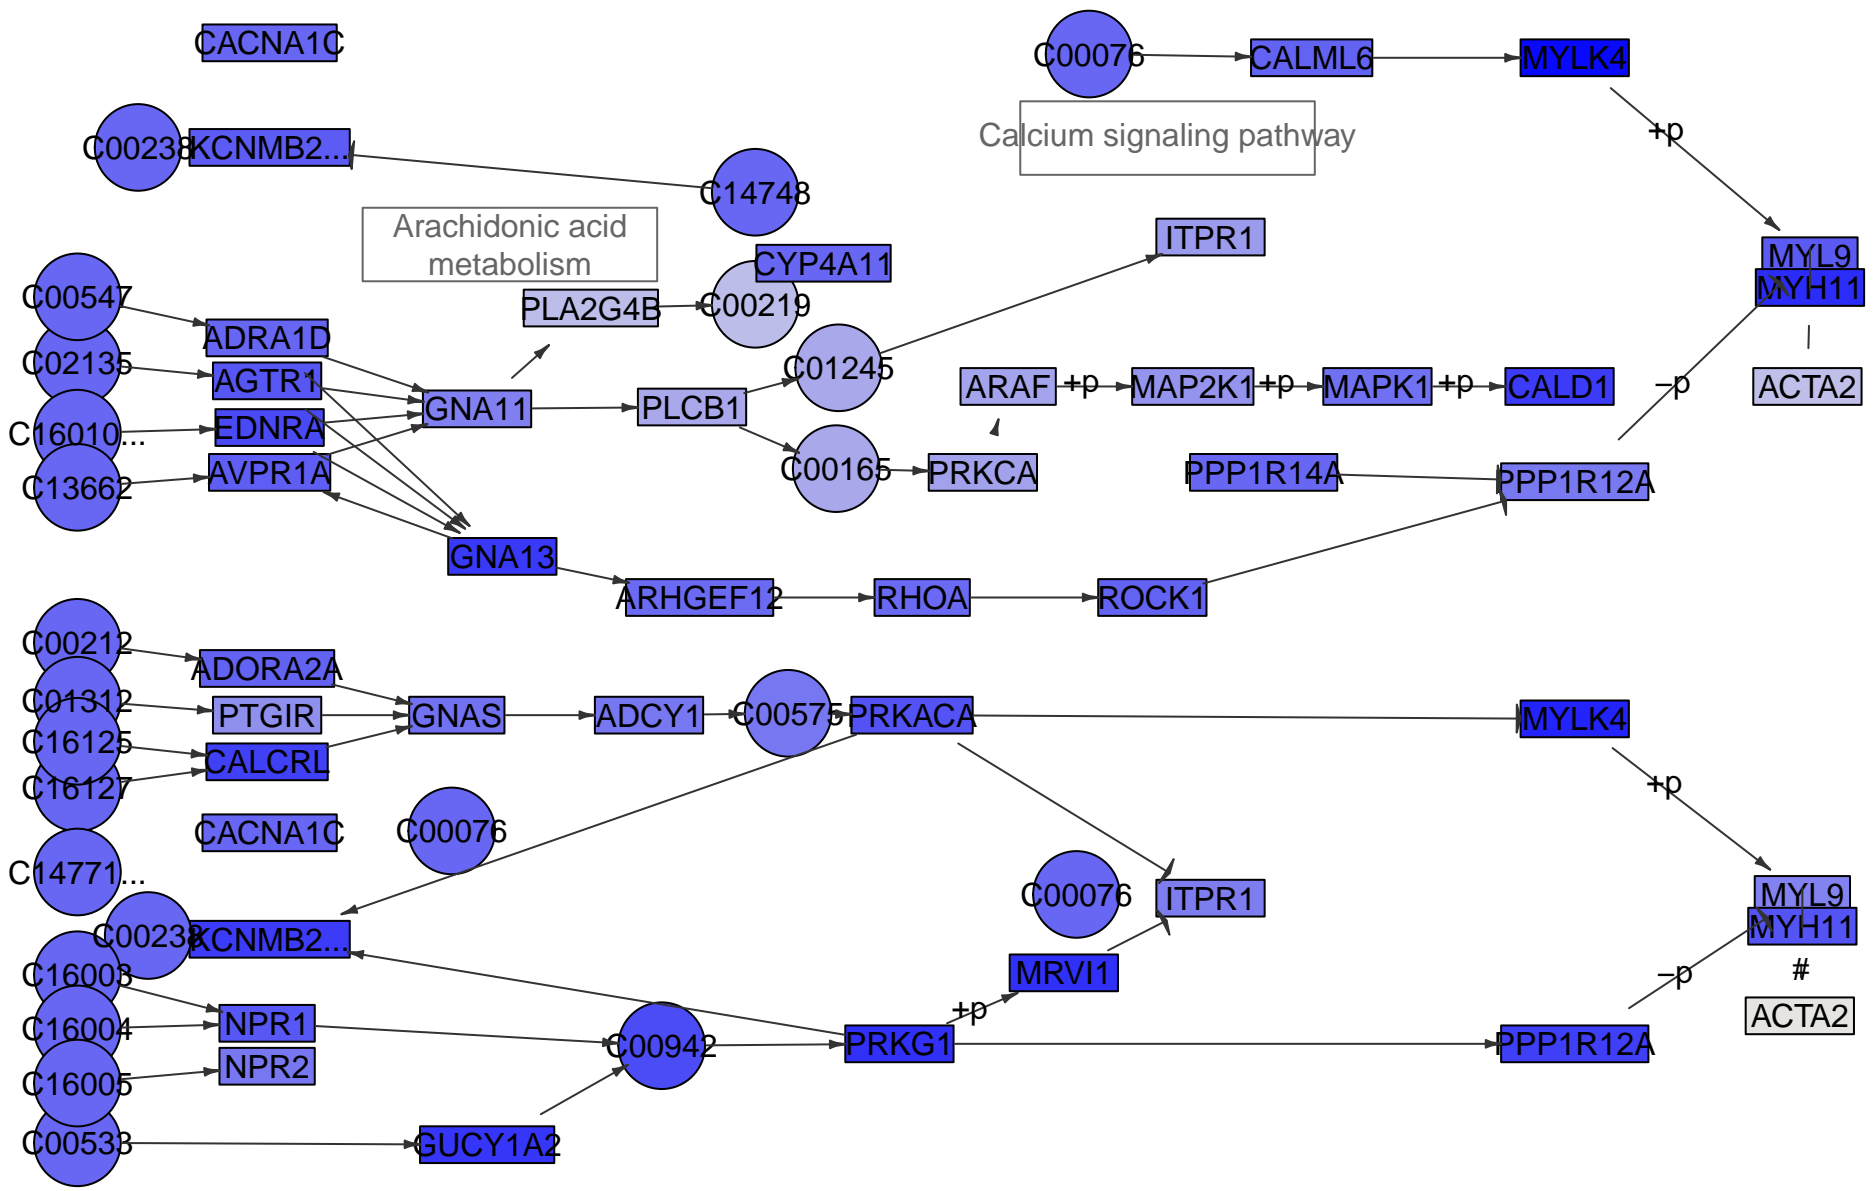 CACNA1C
C00076
CALML6
MYLK4
C00238
KCNMB2...
Calcium signaling pathway
+p
C14748
Arachidonic acid
metabolism
ITPR1
CYP4A11
MYL9
MYH11
C00547
PLA2G4B
C00219
ADRA1D
C02135
AGTR1
C01245
ARAF
+p
MAP2K1
+p
MAPK1
+p
CALD1
–p
ACTA2
GNA11
PLCB1
C16010...
EDNRA
AVPR1A
C13662
C00165
PRKCA
PPP1R14A
PPP1R12A
GNA13
ARHGEF12
RHOA
ROCK1
C00212
ADORA2A
C01312
PTGIR
GNAS
ADCY1
C00575
PRKACA
MYLK4
C16125
CALCRL
C16127
+p
CACNA1C
C00076
C14771...
C00076
ITPR1
MYL9
MYH11
C00238
KCNMB2...
C16003
MRVI1
–p
#
+p
C16004
NPR1
ACTA2
C00942
PRKG1
PPP1R12A
NPR2
C16005
C00533
GUCY1A2